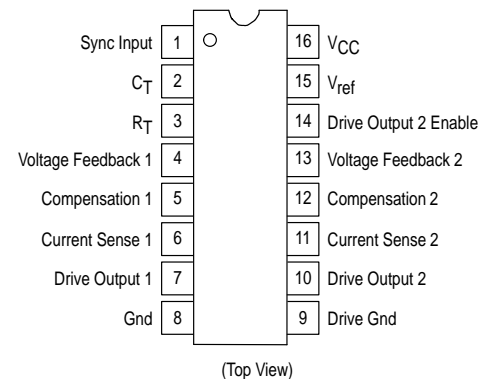 Sync Input 1 16 VCC
CT 2 15 Vref
RT 3 14 Drive Output 2 Enable
Voltage Feedback 1 4 13 Voltage Feedback 2
Compensation 1 5 12 Compensation 2
Current Sense 1 6 11 Current Sense 2
Drive Output 1 7 10 Drive Output 2
Gnd 8 9 Drive Gnd
(Top View)